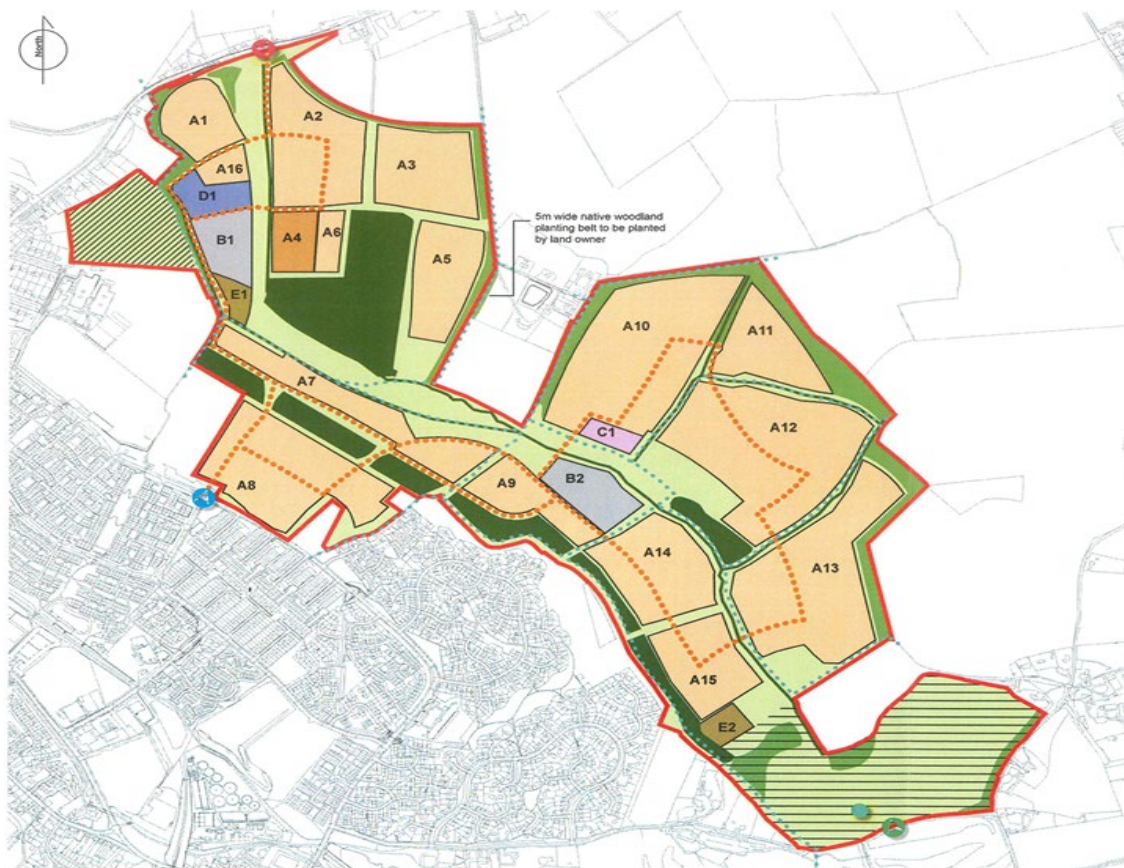 North
A1
A2
A3
A16
D1
B1
A4
A6
A5
5m wide native woodland
planting belt to be planted
by land owner
E1
A10
A11
A7
C1
A12
B2
A8
A9
A14
A13
A15
E2